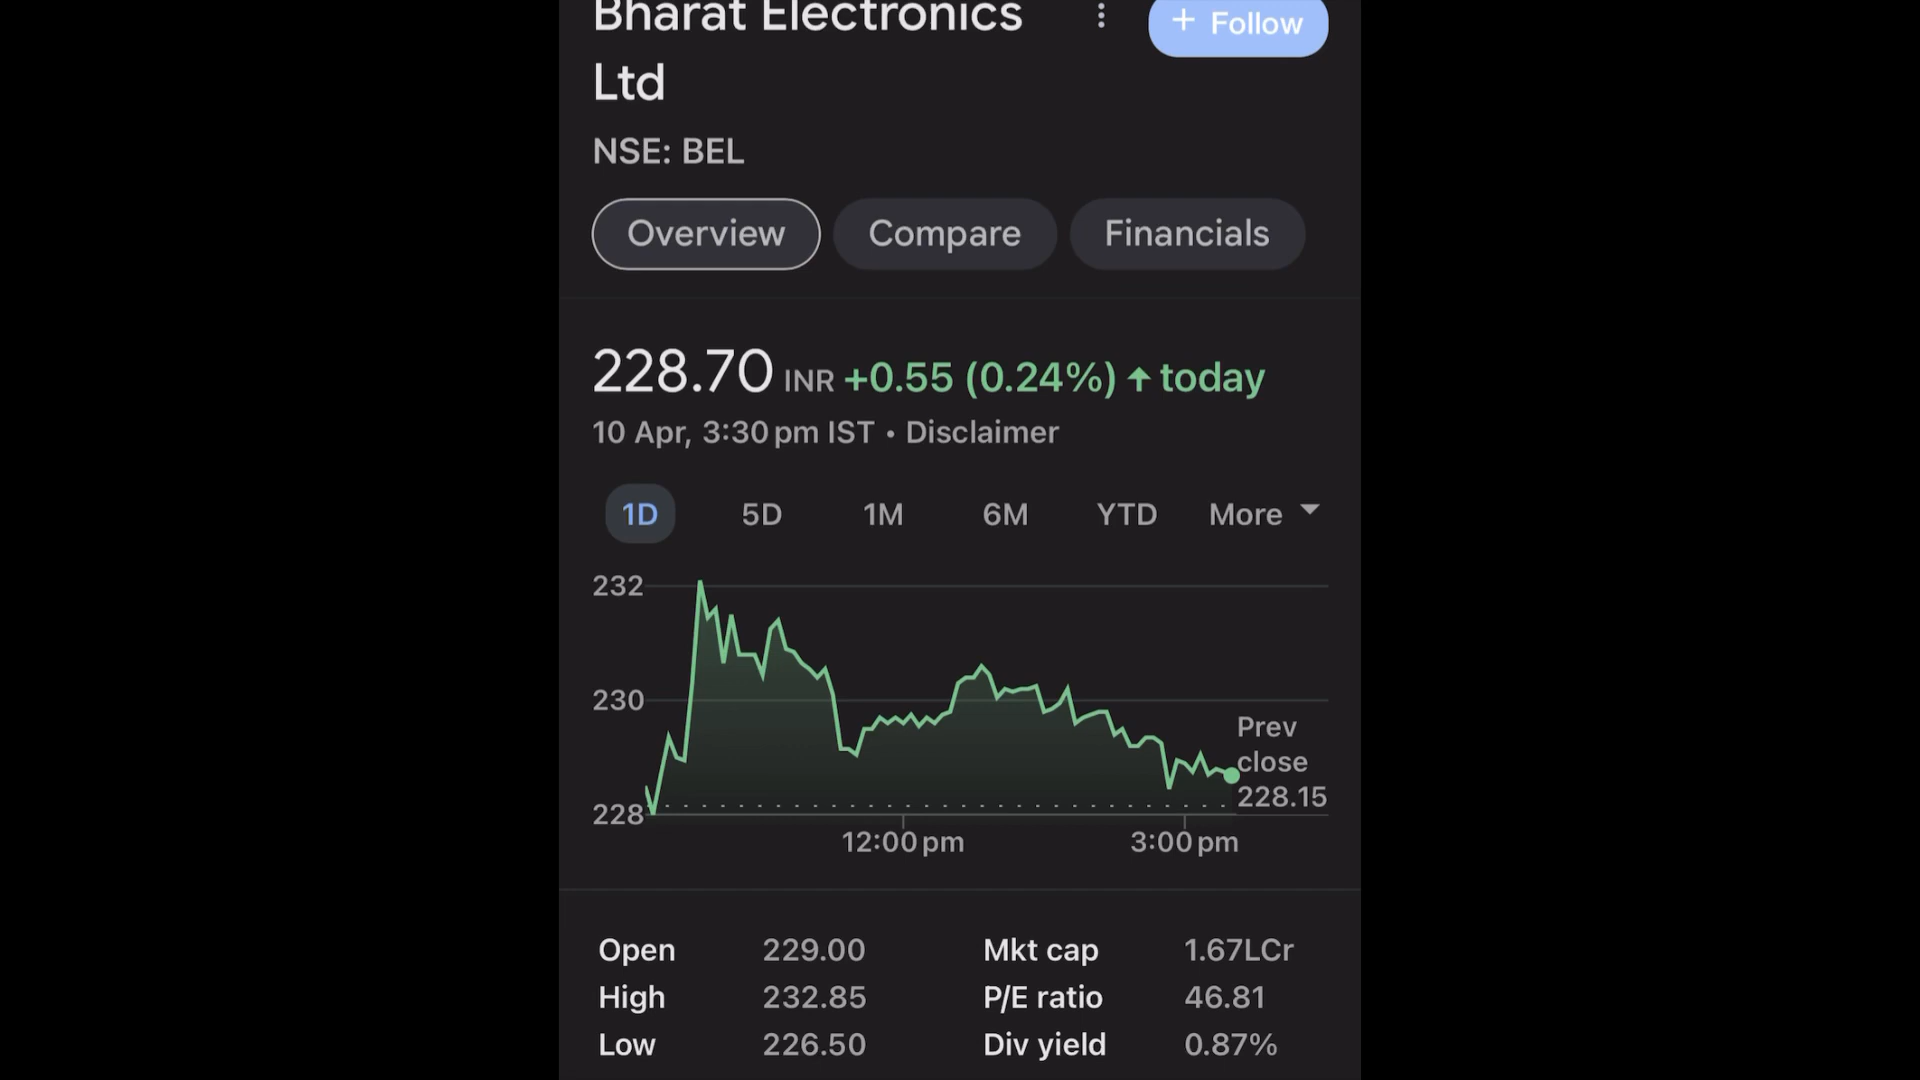 Bharat Electronics
Ltd
+ Follow
NSE: BEL
Overview Compare Financials
228.70 INR +0.55 (0.24%) ↑ today
10 Apr, 3:30 pm IST • Disclaimer
1D 5D 1M 6M YTD More
232
230
228
Prev
close
228.15
12:00 pm 3:00 pm
Open 229.00 Mkt cap 1.67LCr
High 232.85 P/E ratio 46.81
Low 226.50 Div yield 0.87%